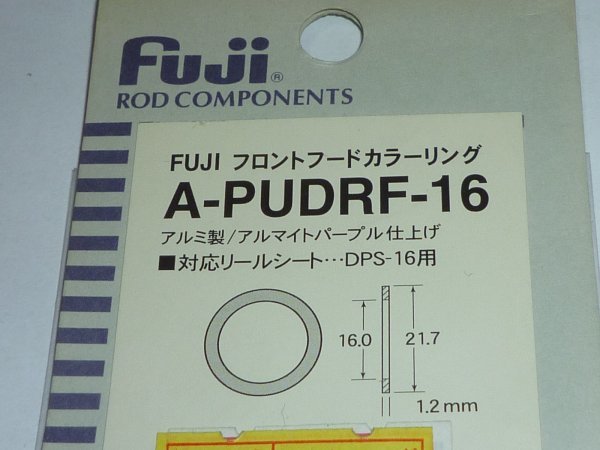 Fuji®
ROD COMPONENTS
FUJI フロントフードカラーリング
A-PUDRF-16
アルミ製/アルマイトパープル仕上げ
■対応リールシート…DPS-16用
16.0
21.7
1.2mm